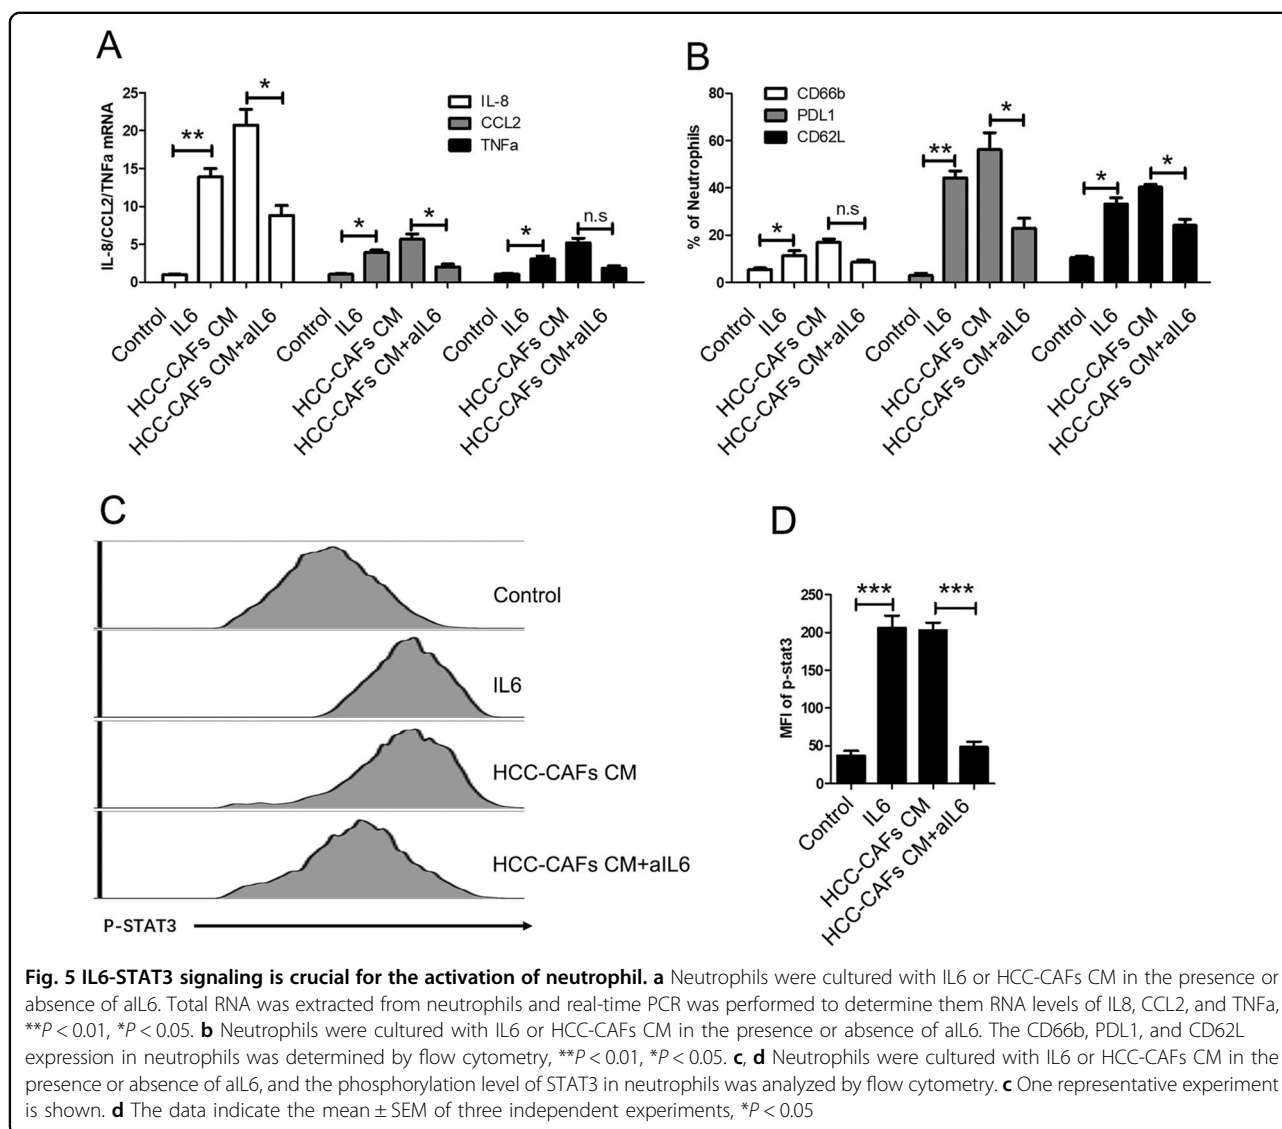 A
IL-8/CCL2/TNFa mRNA
25
20
15
10
5
0
**
*
*
*
*
n.s
IL-8
CCL2
TNFa
Control
IL6
HCC-CAFs CM
HCC-CAFs CM+aIL6
Control
IL6
HCC-CAFs CM
HCC-CAFs CM+aIL6
Control
IL6
HCC-CAFs CM
HCC-CAFs CM+aIL6
B
% of Neutrophils
80
60
40
20
0
CD66b
PDL1
CD62L
*
n.s
**
*
*
*
Control
IL6
HCC-CAFs CM
HCC-CAFs CM+aIL6
Control
IL6
HCC-CAFs CM
HCC-CAFs CM+aIL6
Control
IL6
HCC-CAFs CM
HCC-CAFs CM+aIL6
C
Control
IL6
HCC-CAFs CM
HCC-CAFs CM+aIL6
P-STAT3
D
MFI of p-stat3
250
200
150
100
50
0
***
***
Control
IL6
HCC-CAFs CM
HCC-CAFs CM+aIL6
Fig. 5 IL6-STAT3 signaling is crucial for the activation of neutrophil. a Neutrophils were cultured with IL6 or HCC-CAFs CM in the presence or
absence of aIL6. Total RNA was extracted from neutrophils and real-time PCR was performed to determine them RNA levels of IL8, CCL2, and TNFa,
**P < 0.01, *P < 0.05. b Neutrophils were cultured with IL6 or HCC-CAFs CM in the presence or absence of aIL6. The CD66b, PDL1, and CD62L
expression in neutrophils was determined by flow cytometry, **P < 0.01, *P < 0.05. c, d Neutrophils were cultured with IL6 or HCC-CAFs CM in the
presence or absence of aIL6, and the phosphorylation level of STAT3 in neutrophils was analyzed by flow cytometry. c One representative experiment
is shown. d The data indicate the mean ± SEM of three independent experiments, *P < 0.05